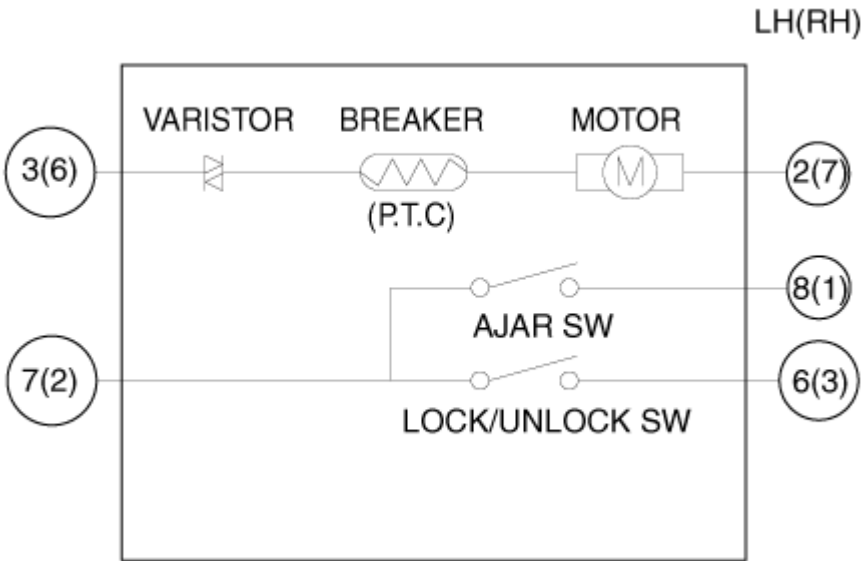 LH(RH)
VARISTOR BREAKER MOTOR
3(6) M 2(7)
(P.T.C)
8(1)
AJAR SW
7(2) 6(3)
LOCK/UNLOCK SW